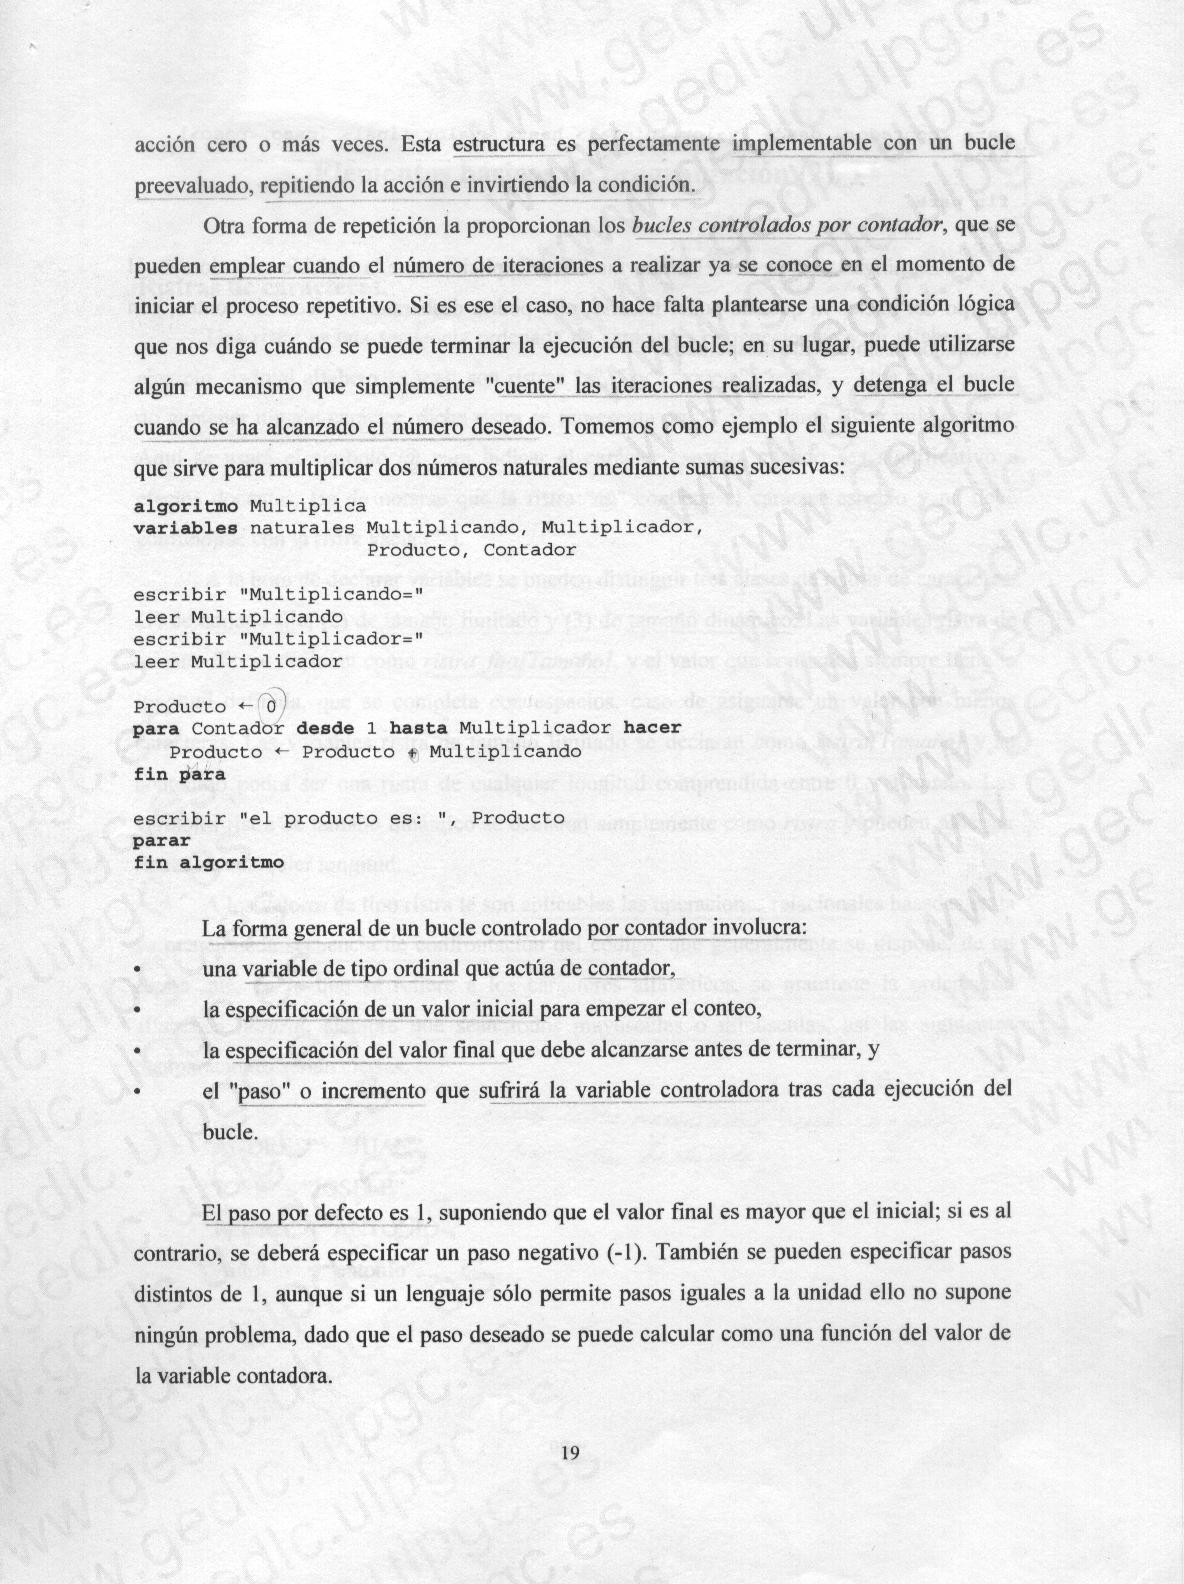 acción cero o más veces. Esta estructura es perfectamente implementable con un bucle
preevaluado, repitiendo la acción e invirtiendo la condición.
Otra forma de repetición la proporcionan los bucles controlados por contador, que se
pueden emplear cuando el número de iteraciones a realizar ya se conoce en el momento de
iniciar el proceso repetitivo. Si es ese el caso, no hace falta plantearse una condición lógica
que nos diga cuándo se puede terminar la ejecución del bucle; en su lugar, puede utilizarse
algún mecanismo que simplemente "cuente" las iteraciones realizadas, y detenga el bucle
cuando se ha alcanzado el número deseado. Tomemos como ejemplo el siguiente algoritmo
que sirve para multiplicar dos números naturales mediante sumas sucesivas:
algoritmo Multiplica
variables naturales Multiplicando, Multiplicador,
Producto, Contador
escribir "Multiplicando="
leer Multiplicando
escribir "Multiplicador="
leer Multiplicador
Producto ← 0
para Contador desde 1 hasta Multiplicador hacer
Producto ← Producto + Multiplicando
fin para
escribir "el producto es: ", Producto
parar
fin algoritmo
La forma general de un bucle controlado por contador involucra:
• una variable de tipo ordinal que actúa de contador,
• la especificación de un valor inicial para empezar el conteo,
• la especificación del valor final que debe alcanzarse antes de terminar, y
• el "paso" o incremento que sufrirá la variable controladora tras cada ejecución del
bucle.
El paso por defecto es 1, suponiendo que el valor final es mayor que el inicial; si es al
contrario, se deberá especificar un paso negativo (-1). También se pueden especificar pasos
distintos de 1, aunque si un lenguaje sólo permite pasos iguales a la unidad ello no supone
ningún problema, dado que el paso deseado se puede calcular como una función del valor de
la variable contadora.
19
www.gedlc.ulpgc.es